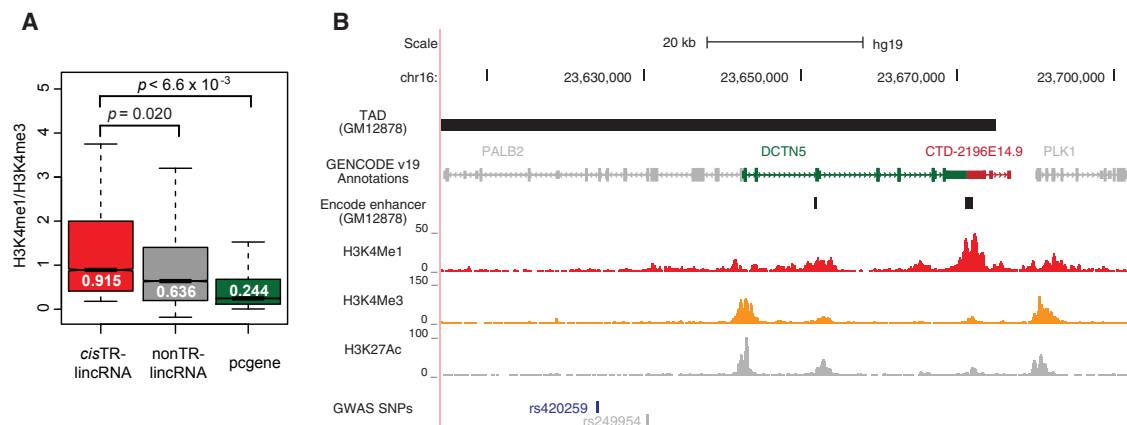 A
5
4
3
2
1
0
H3K4me1/H3K4me3
p < 6.6 x 10-3
p = 0.020
0.915
0.636
0.244
cisTR-
lincRNA
nonTR-
lincRNA
pcgene
B
Scale
20 kb
hg19
chr16:
23,630,000
23,650,000
23,670,000
23,700,000
TAD
(GM12878)
PALB2
DCTN5
CTD-2196E14.9
PLK1
GENCODE v19
Annotations
Encode enhancer
(GM12878)
50
H3K4Me1
0
150
H3K4Me3
0
100
H3K27Ac
0
GWAS SNPs
rs420259
rs249954